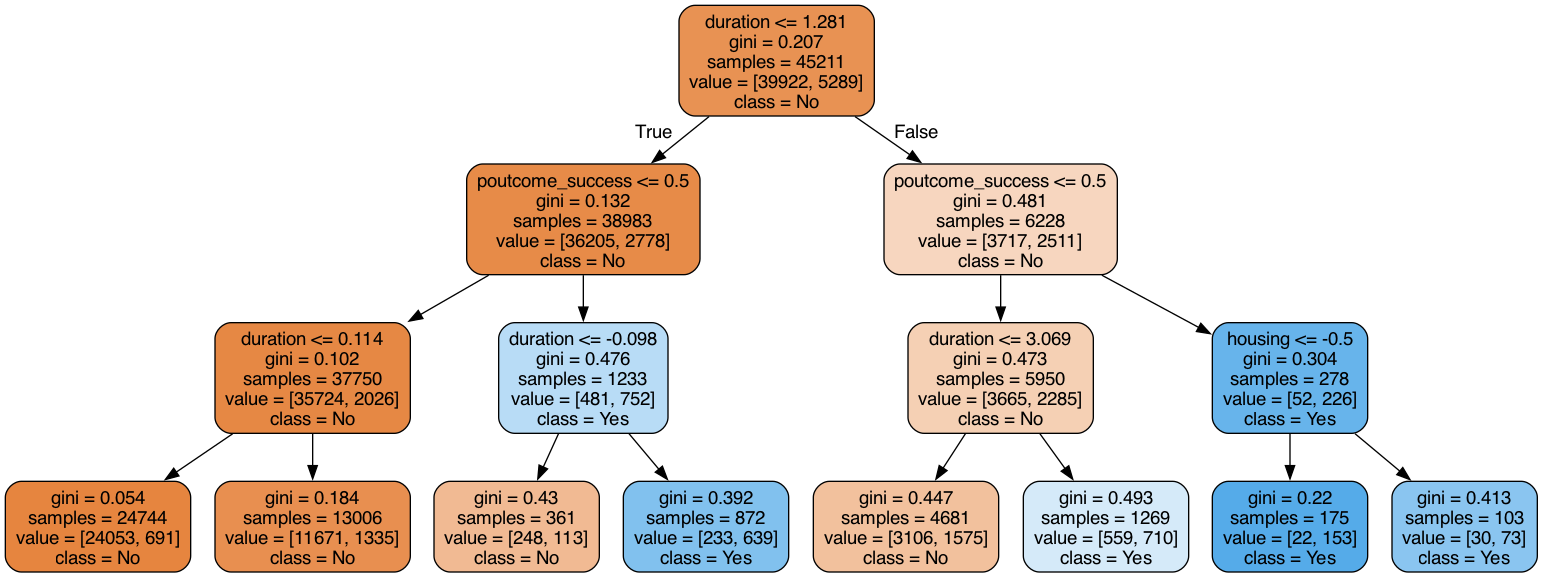 duration <= 1.281
gini = 0.207
samples = 45211
value = [39922, 5289]
class = No
True
False
poutcome_success <= 0.5
gini = 0.132
samples = 38983
value = [36205, 2778]
class = No
poutcome_success <= 0.5
gini = 0.481
samples = 6228
value = [3717, 2511]
class = No
duration <= 0.114
gini = 0.102
samples = 37750
value = [35724, 2026]
class = No
duration <= -0.098
gini = 0.476
samples = 1233
value = [481, 752]
class = Yes
duration <= 3.069
gini = 0.473
samples = 5950
value = [3665, 2285]
class = No
housing <= -0.5
gini = 0.304
samples = 278
value = [52, 226]
class = Yes
gini = 0.054
samples = 24744
value = [24053, 691]
class = No
gini = 0.184
samples = 13006
value = [11671, 1335]
class = No
gini = 0.43
samples = 361
value = [248, 113]
class = No
gini = 0.392
samples = 872
value = [233, 639]
class = Yes
gini = 0.447
samples = 4681
value = [3106, 1575]
class = No
gini = 0.493
samples = 1269
value = [559, 710]
class = Yes
gini = 0.22
samples = 175
value = [22, 153]
class = Yes
gini = 0.413
samples = 103
value = [30, 73]
class = Yes